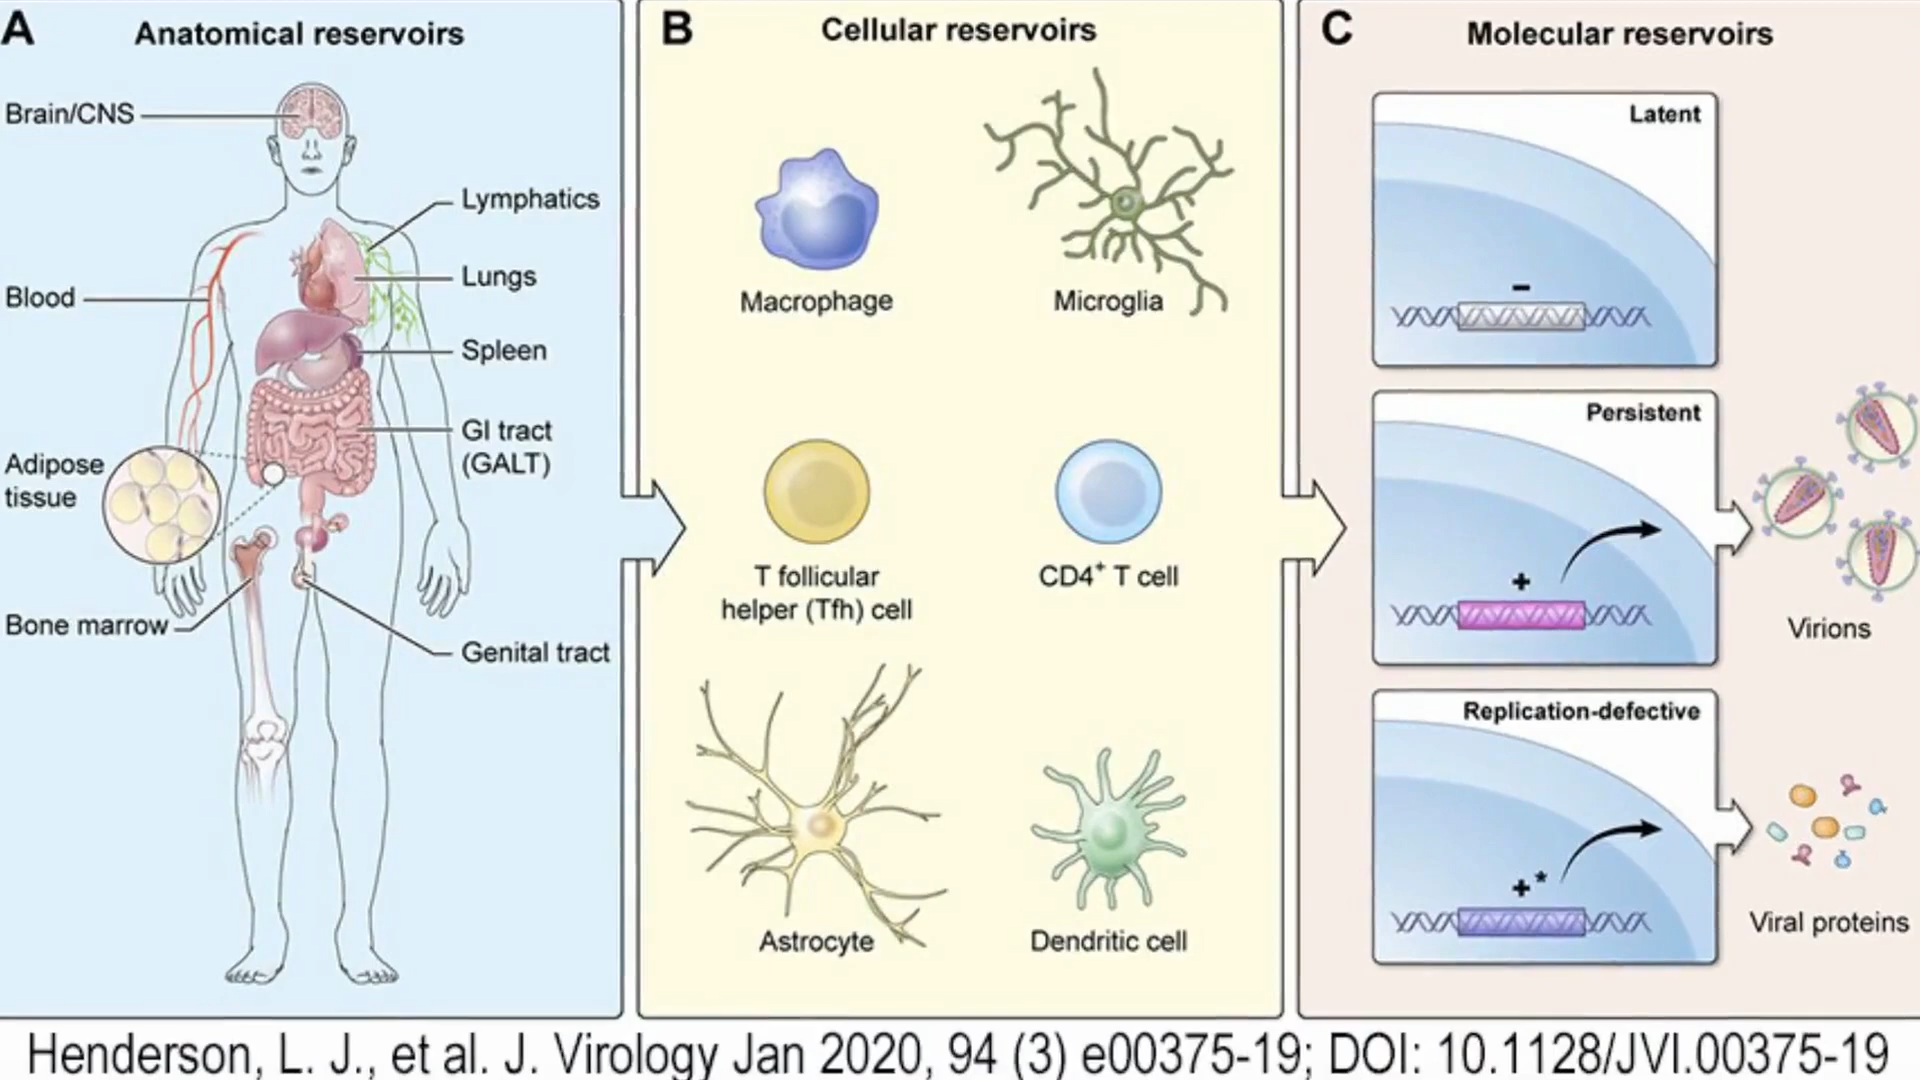 A
Anatomical reservoirs
Brain/CNS
Lymphatics
Lungs
Blood
Spleen
GI tract
(GALT)
Adipose
tissue
Bone marrow
Genital tract
B
Cellular reservoirs
Macrophage
Microglia
T follicular
helper (Tfh) cell
CD4⁺ T cell
Astrocyte
Dendritic cell
C
Molecular reservoirs
Latent
−
Persistent
+
Virions
Replication-defective
+*
Viral proteins
Henderson, L. J., et al. J. Virology Jan 2020, 94 (3) e00375-19; DOI: 10.1128/JVI.00375-19